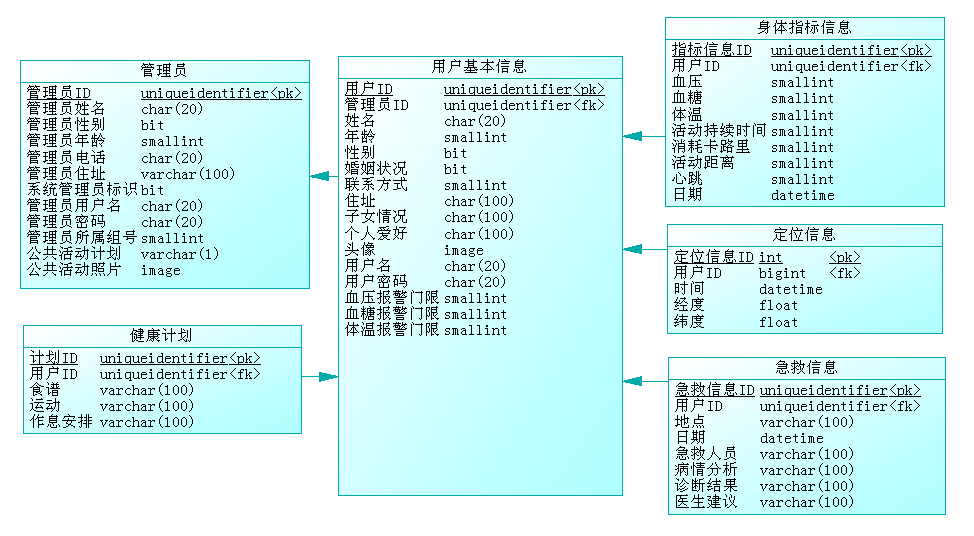 管理员
管理员ID uniqueidentifier<pk>
管理员姓名 char(20)
管理员性别 bit
管理员年龄 smallint
管理员电话 char(20)
管理员住址 varchar(100)
系统管理员标识 bit
管理员用户名 char(20)
管理员密码 char(20)
管理员所属组号 smallint
公共活动计划 varchar(1)
公共活动照片 image
健康计划
计划ID uniqueidentifier<pk>
用户ID uniqueidentifier<fk>
食谱 varchar(100)
运动 varchar(100)
作息安排 varchar(100)
用户基本信息
用户ID uniqueidentifier<pk>
管理员ID uniqueidentifier<fk>
姓名 char(20)
年龄 smallint
性别 bit
婚姻状况 bit
联系方式 smallint
住址 char(100)
子女情况 char(100)
个人爱好 char(100)
头像 image
用户名 char(20)
用户密码 char(20)
血压报警门限 smallint
血糖报警门限 smallint
体温报警门限 smallint
身体指标信息
指标信息ID uniqueidentifier<pk>
用户ID uniqueidentifier<fk>
血压 smallint
血糖 smallint
体温 smallint
活动持续时间 smallint
消耗卡路里 smallint
活动距离 smallint
心跳 smallint
日期 datetime
定位信息
定位信息ID int <pk>
用户ID bigint <fk>
时间 datetime
经度 float
纬度 float
急救信息
急救信息ID uniqueidentifier<pk>
用户ID uniqueidentifier<fk>
地点 varchar(100)
日期 datetime
急救人员 varchar(100)
病情分析 varchar(100)
诊断结果 varchar(100)
医生建议 varchar(100)